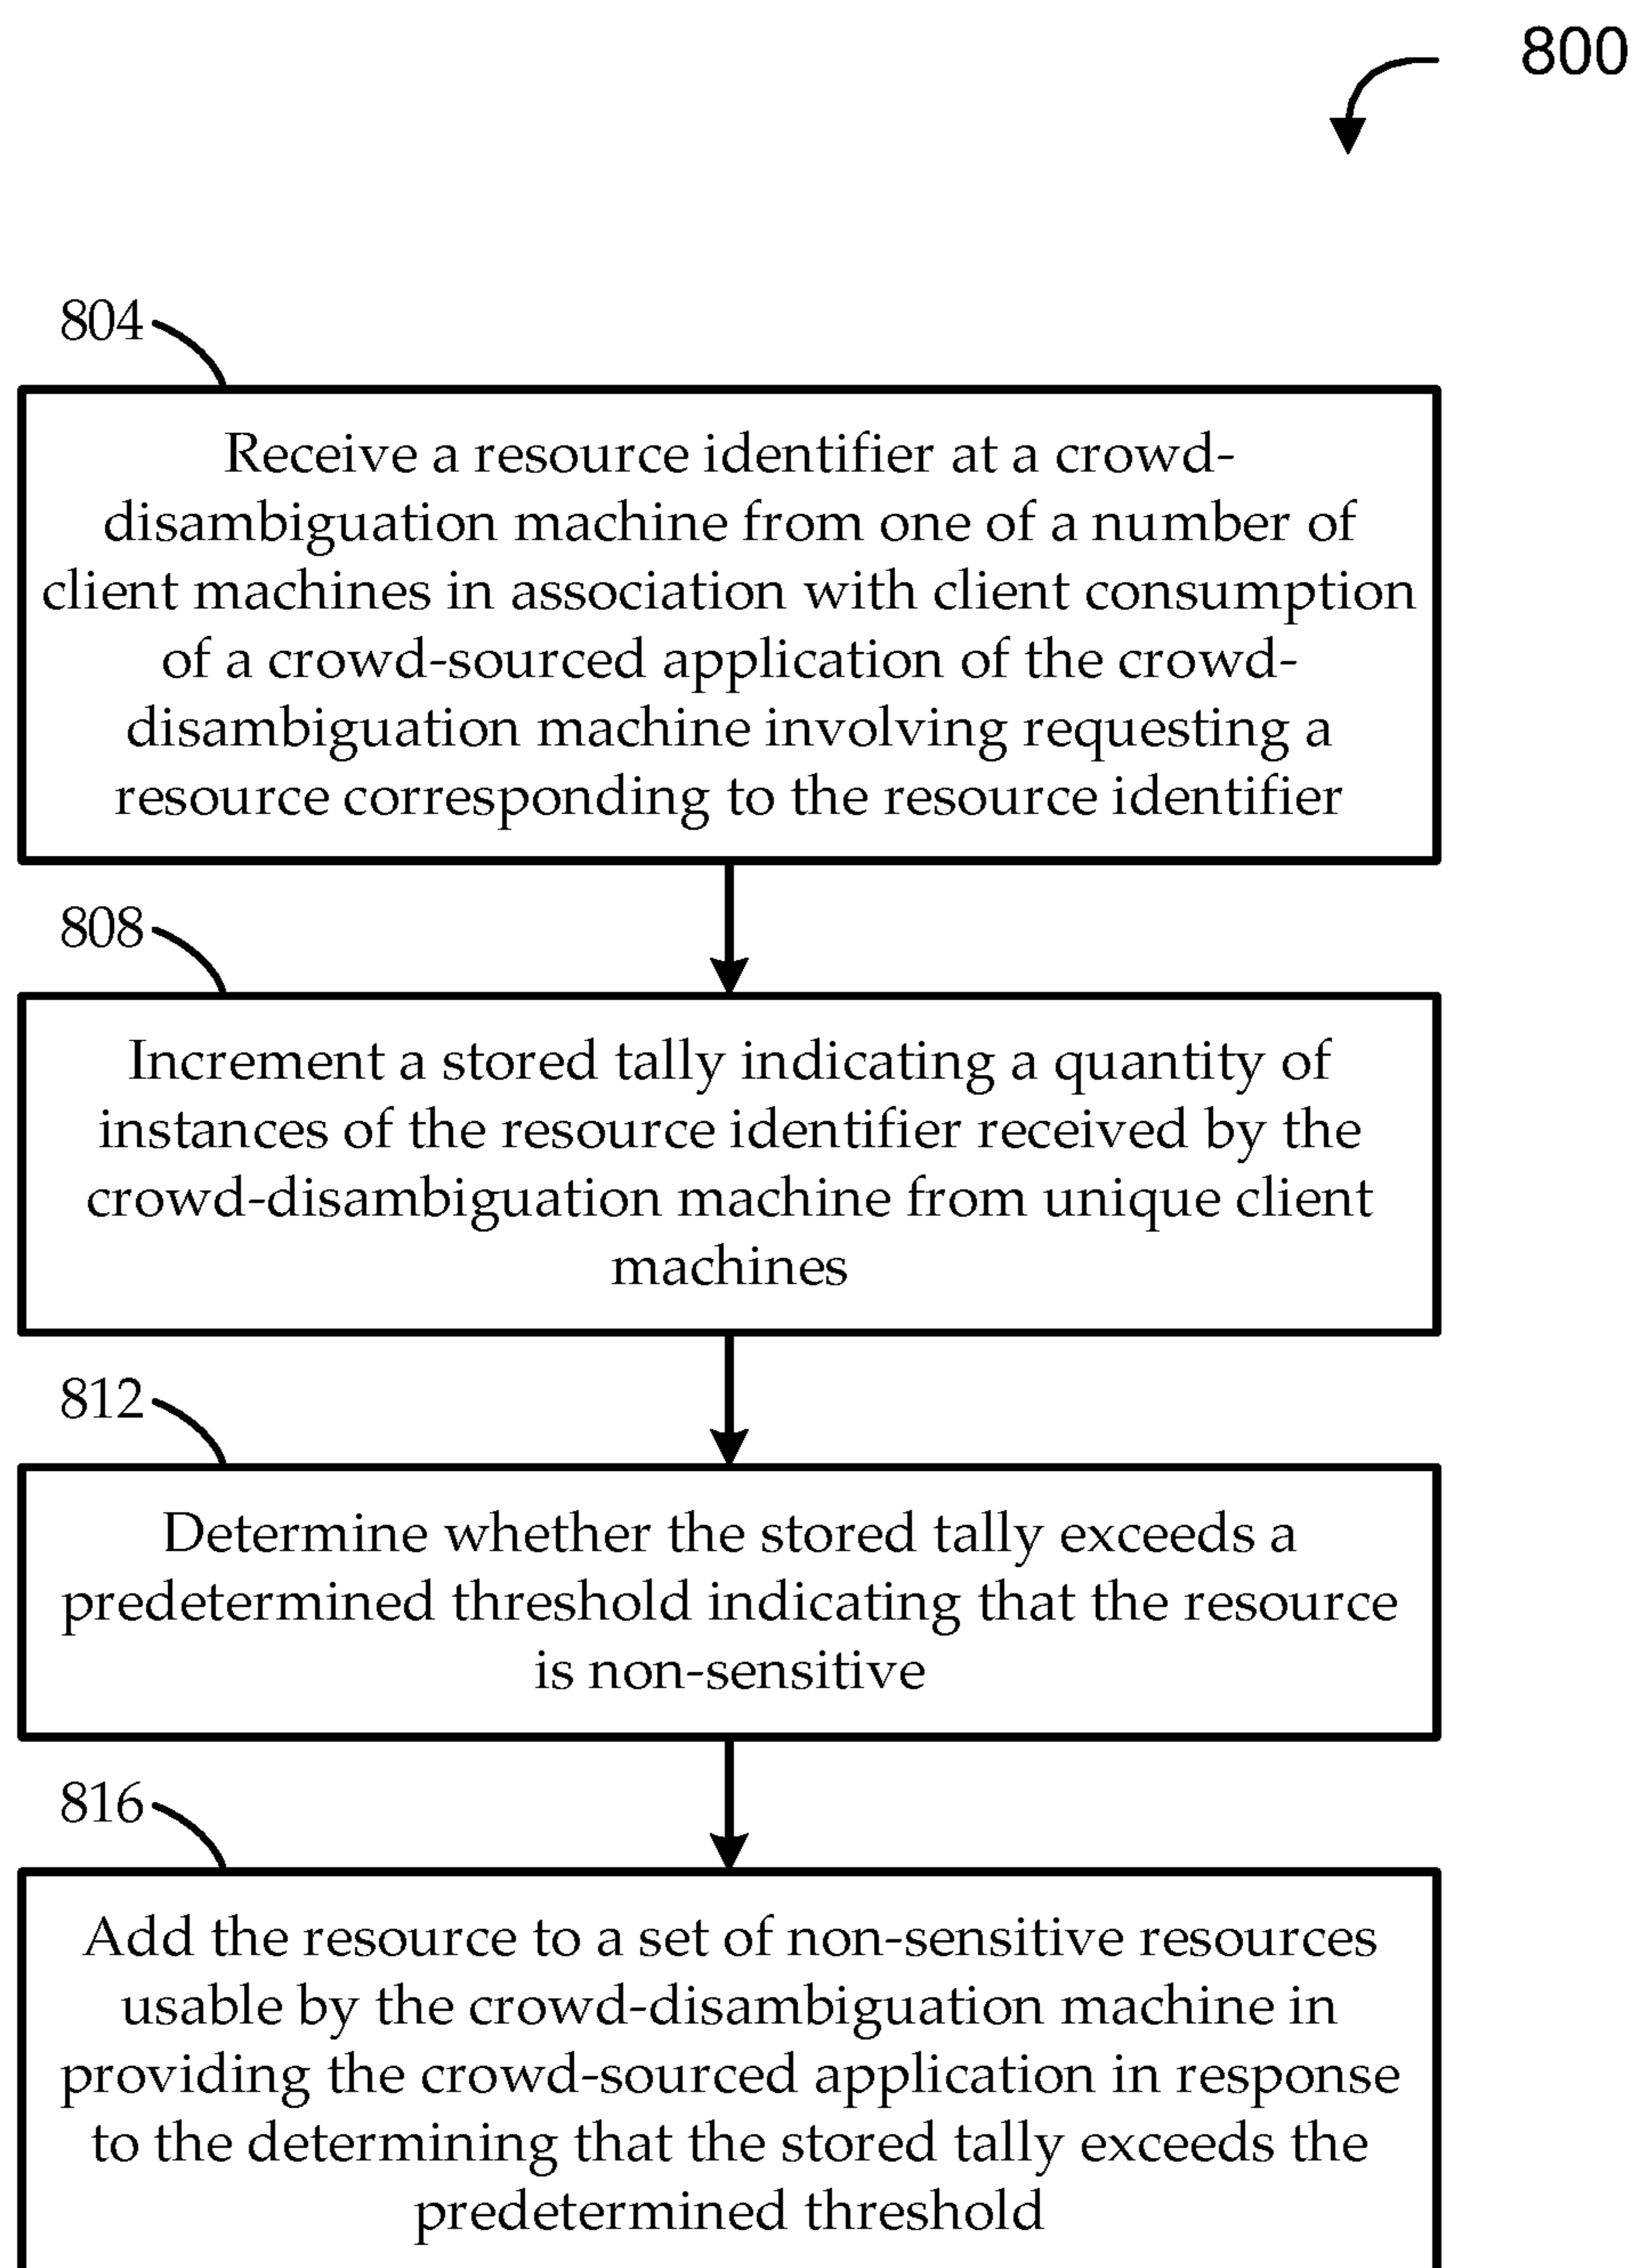 800
804
Receive a resource identifier at a crowd-
disambiguation machine from one of a number of
client machines in association with client consumption
of a crowd-sourced application of the crowd-
disambiguation machine involving requesting a
resource corresponding to the resource identifier
808
Increment a stored tally indicating a quantity of
instances of the resource identifier received by the
crowd-disambiguation machine from unique client
machines
812
Determine whether the stored tally exceeds a
predetermined threshold indicating that the resource
is non-sensitive
816
Add the resource to a set of non-sensitive resources
usable by the crowd-disambiguation machine in
providing the crowd-sourced application in response
to the determining that the stored tally exceeds the
predetermined threshold